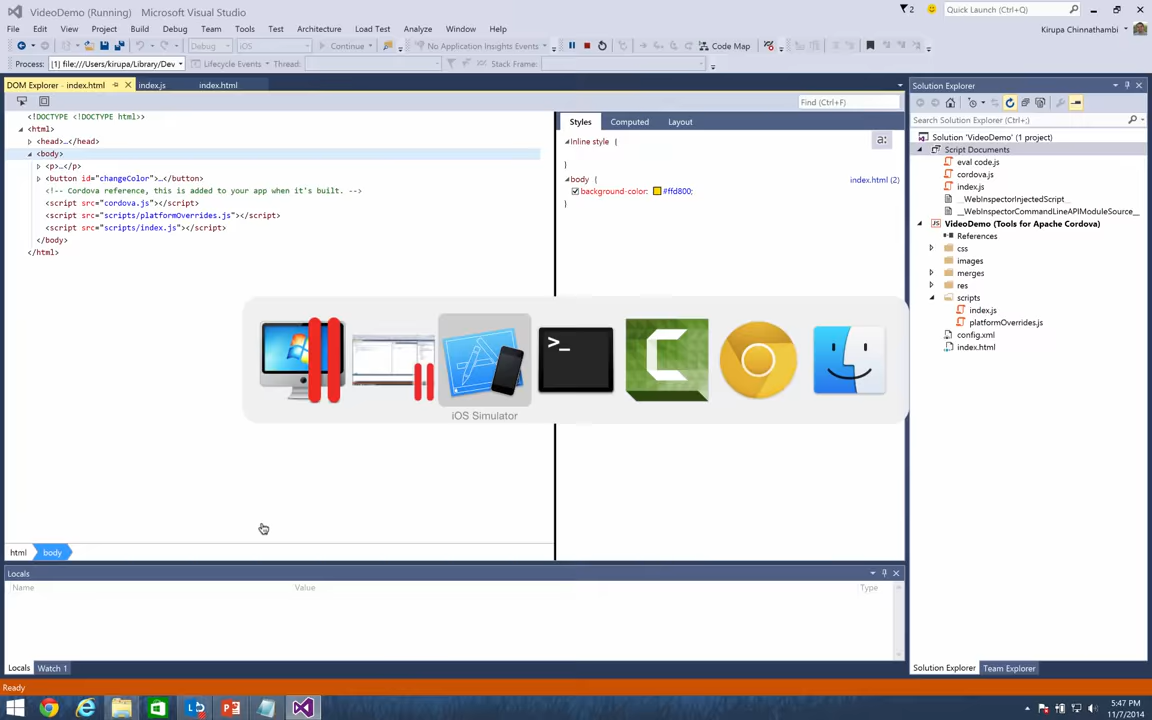 VideoDemo (Running) - Microsoft Visual Studio
2
Quick Launch (Ctrl+Q)
File Edit View Project Build Debug Team Tools Test Architecture Load Test Analyze Window Help
Kirupa Chinnathambi
Debug iOS Continue No Application Insights Events Code Map
Process: [1] file:///Users/kirupa/Library/Dev Lifecycle Events Thread: Stack Frame:
DOM Explorer - index.html index.js index.html
Find (Ctrl+F)
<!DOCTYPE <!DOCTYPE html>>
<html>
<head>…</head>
<body>
<p>…</p>
<button id="changeColor">…</button>
<!-- Cordova reference, this is added to your app when it's built. -->
<script src="cordova.js"></script>
<script src="scripts/platformOverrides.js"></script>
<script src="scripts/index.js"></script>
</body>
</html>
Styles Computed Layout
Inline style {
a:
}
body { index.html (2)
background-color: #ffd800;
}
Solution Explorer
Search Solution Explorer (Ctrl+;)
Solution 'VideoDemo' (1 project)
Script Documents
eval code.js
cordova.js
index.js
__WebInspectorInjectedScript
__WebInspectorCommandLineAPIModuleSource__
VideoDemo (Tools for Apache Cordova)
References
css
images
merges
res
scripts
index.js
platformOverrides.js
config.xml
index.html
>_
iOS Simulator
html body
Locals
Name Value Type
Locals Watch 1
Solution Explorer Team Explorer
Ready
5:47 PM
11/7/2014